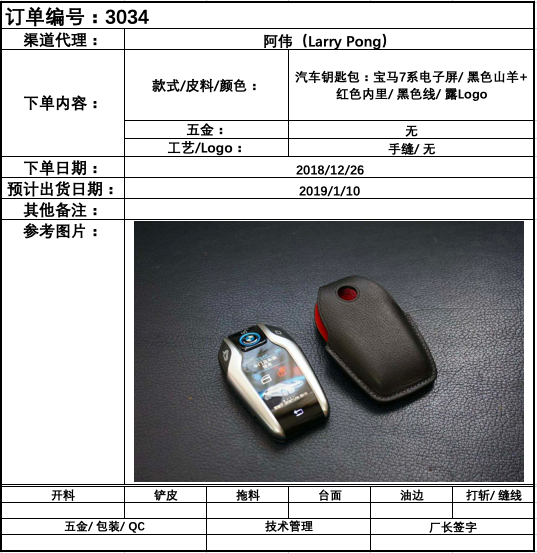 订单编号：3034
渠道代理：
阿伟（Larry Pong）
下单内容：
款式/皮料/颜色：
汽车钥匙包：宝马7系电子屏/ 黑色山羊+
红色内里/ 黑色线/ 露Logo
五金：
无
工艺/Logo：
手缝/ 无
下单日期：
2018/12/26
预计出货日期：
2019/1/10
其他备注：
参考图片：
开料
铲皮
拖料
台面
油边
打斩/ 缝线
五金/ 包装/ QC
技术管理
厂长签字